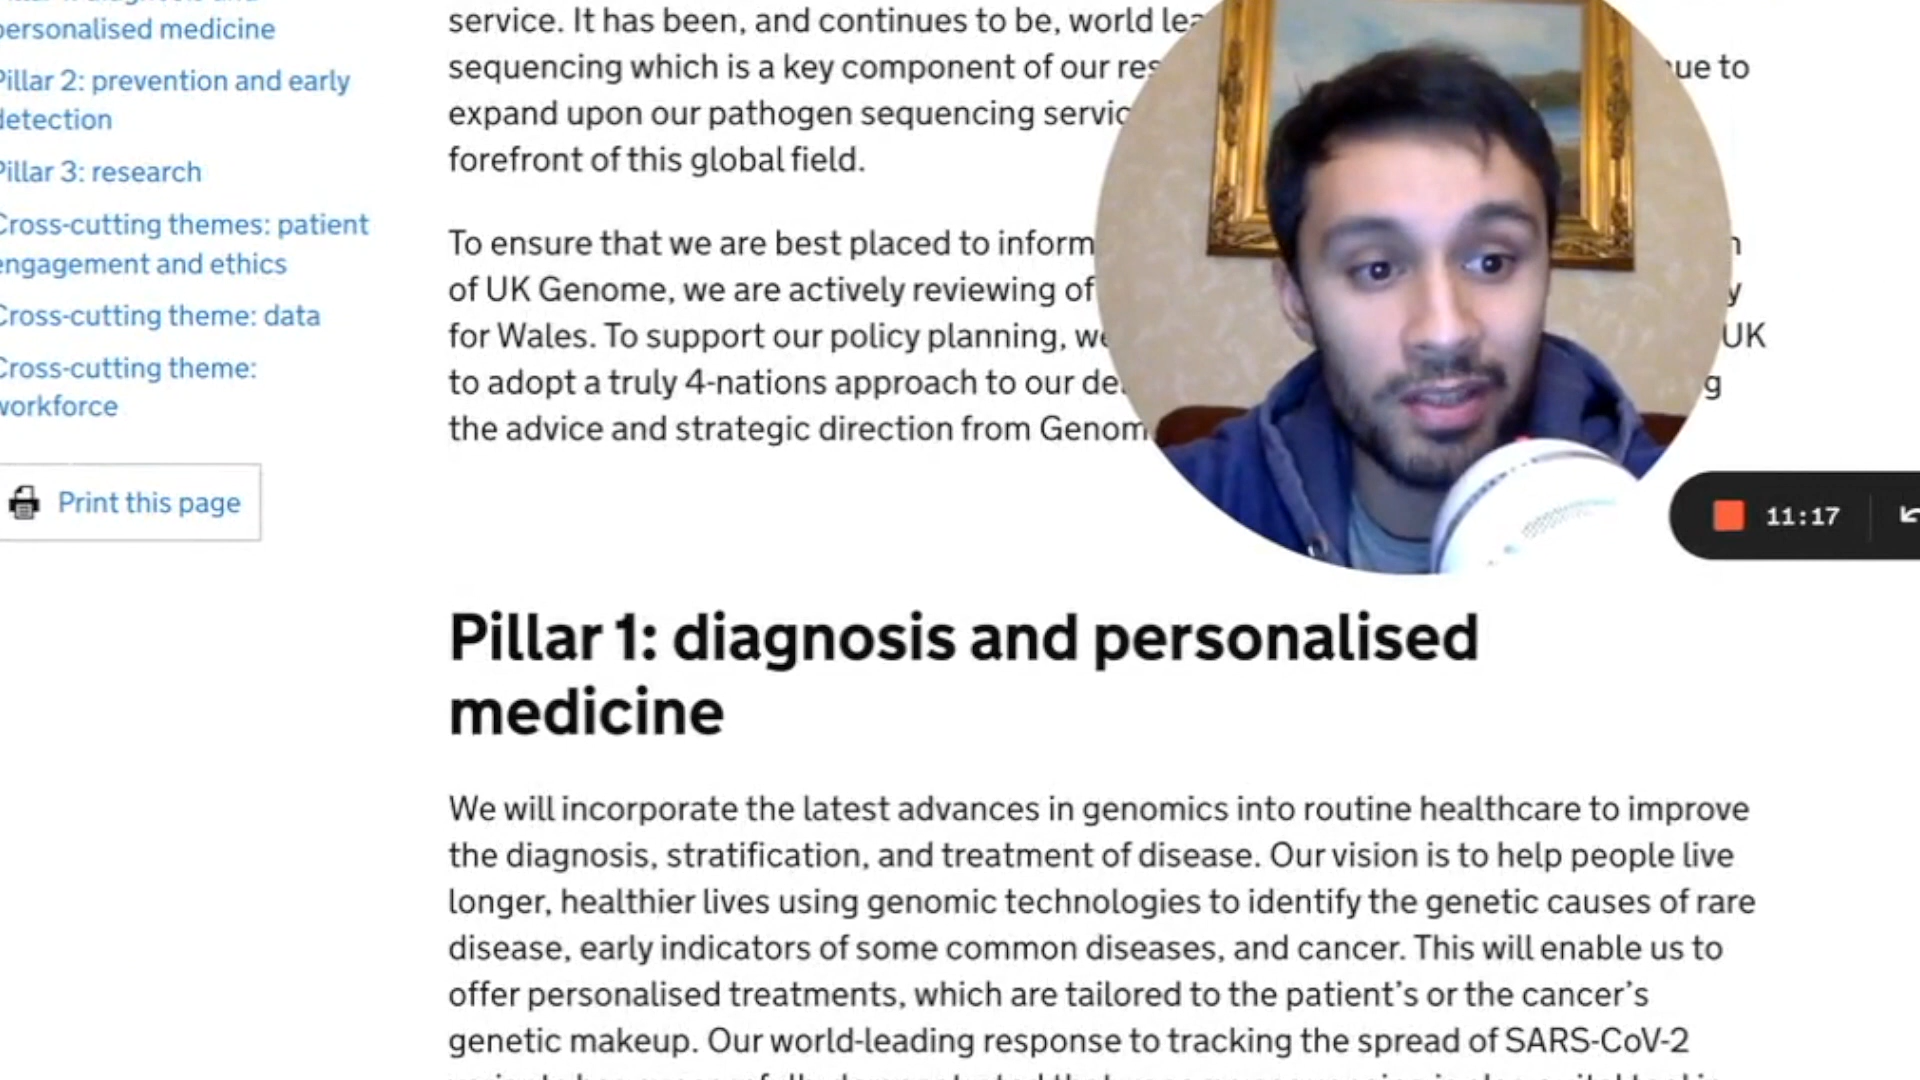 personalised medicine
Pillar 2: prevention and early
detection
Pillar 3: research
Cross-cutting themes: patient
engagement and ethics
Cross-cutting theme: data
Cross-cutting theme:
workforce
Print this page
service. It has been, and continues to be, world
sequencing which is a key component of our ue to
expand upon our pathogen sequencing
forefront of this global field.
To ensure that we are best placed to inform
of UK Genome, we are actively reviewing
for Wales. To support our policy planning, UK
to adopt a truly 4-nations approach to our
the advice and strategic direction from
11:17
Pillar 1: diagnosis and personalised
medicine
We will incorporate the latest advances in genomics into routine healthcare to improve
the diagnosis, stratification, and treatment of disease. Our vision is to help people live
longer, healthier lives using genomic technologies to identify the genetic causes of rare
disease, early indicators of some common diseases, and cancer. This will enable us to
offer personalised treatments, which are tailored to the patient's or the cancer's
genetic makeup. Our world-leading response to tracking the spread of SARS-CoV-2